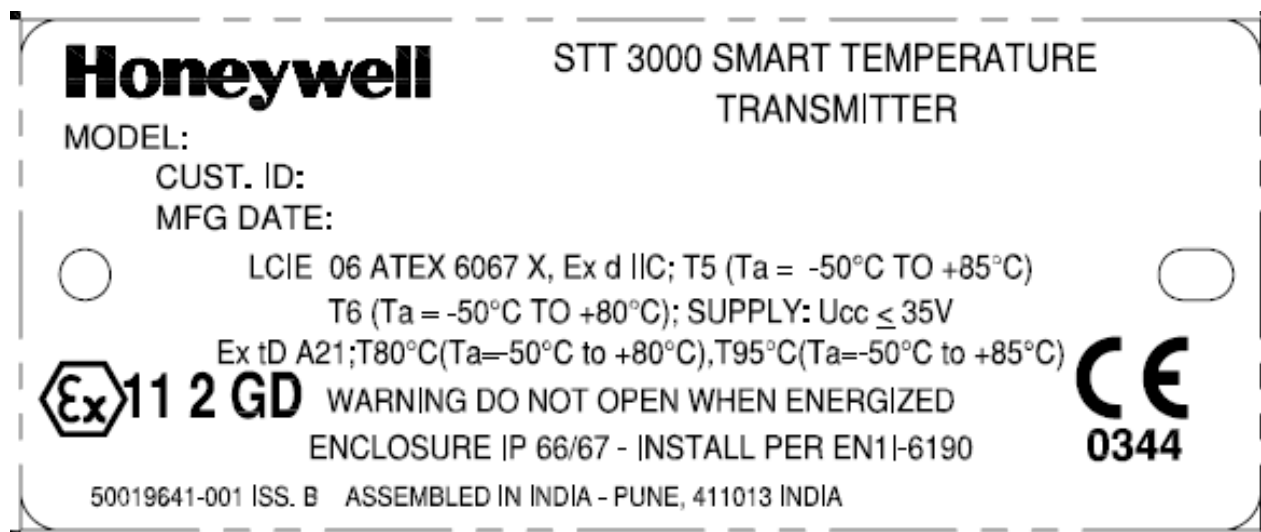 Honeywell
STT 3000 SMART TEMPERATURE
TRANSMITTER
MODEL:
CUST. ID:
MFG DATE:
LCIE 06 ATEX 6067 X, Ex d IIC; T5 (Ta = -50°C TO +85°C)
T6 (Ta = -50°C TO +80°C); SUPPLY: Ucc ≤ 35V
Ex tD A21;T80°C(Ta=-50°C to +80°C),T95°C(Ta=-50°C to +85°C)
Ex 11 2 GD
WARNING DO NOT OPEN WHEN ENERGIZED
CE
ENCLOSURE IP 66/67 - INSTALL PER EN1I-6190
0344
50019641-001 ISS. B ASSEMBLED IN INDIA - PUNE, 411013 INDIA